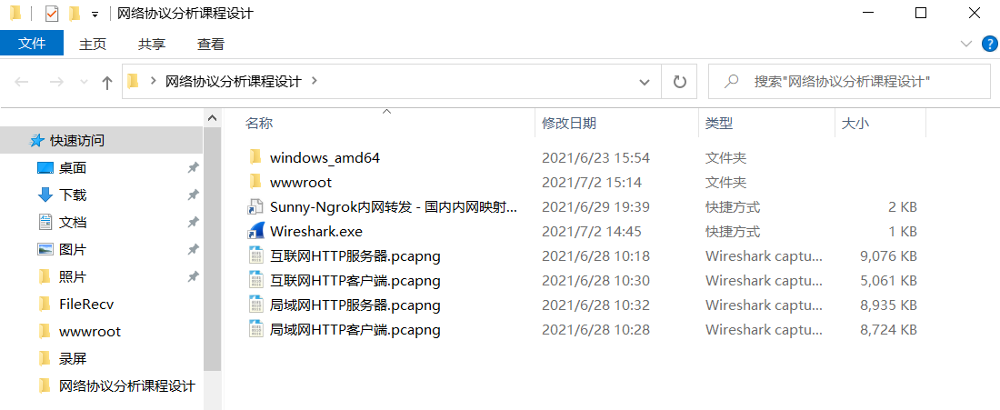 网络协议分析课程设计
文件 主页 共享 查看
网络协议分析课程设计 搜索"网络协议分析课程设计"
名称 修改日期 类型 大小
快速访问
桌面
下载
文档
图片
照片
FileRecv
wwwroot
录屏
网络协议分析课程设计
windows_amd64 2021/6/23 15:54 文件夹
wwwroot 2021/7/2 15:14 文件夹
Sunny-Ngrok内网转发 - 国内内网映射... 2021/6/29 19:39 快捷方式 2 KB
Wireshark.exe 2021/7/2 14:45 快捷方式 1 KB
互联网HTTP服务器.pcapng 2021/6/28 10:18 Wireshark captu... 9,076 KB
互联网HTTP客户端.pcapng 2021/6/28 10:30 Wireshark captu... 5,061 KB
局域网HTTP服务器.pcapng 2021/6/28 10:32 Wireshark captu... 8,935 KB
局域网HTTP客户端.pcapng 2021/6/28 10:28 Wireshark captu... 8,724 KB